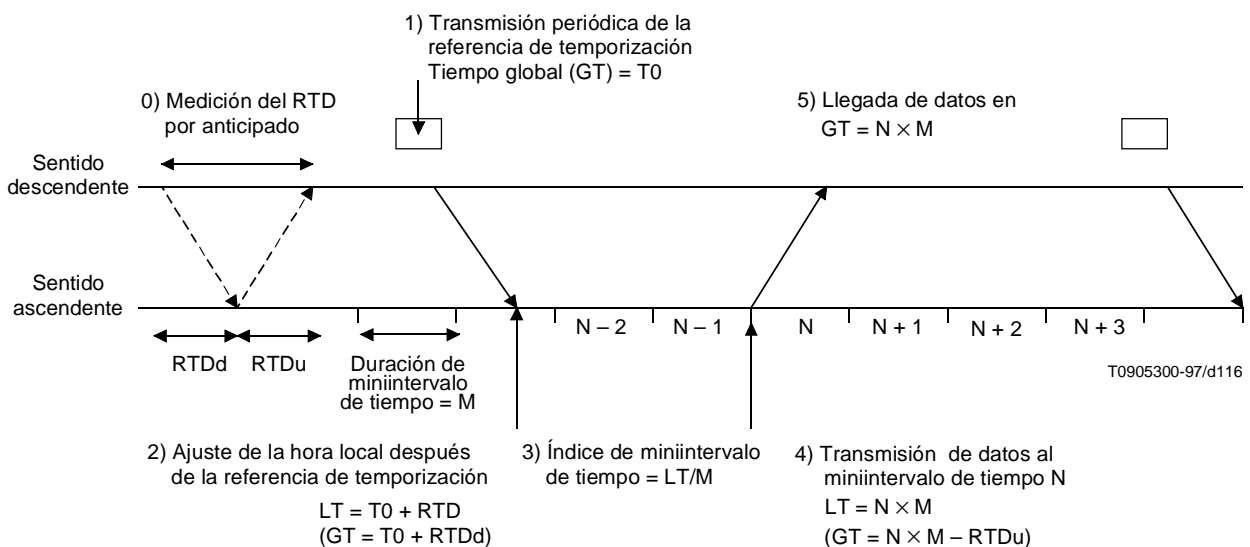 1) Transmisión periódica de la
referencia de temporización
Tiempo global (GT) = T0
0) Medición del RTD
por anticipado
5) Llegada de datos en
GT = N × M
Sentido
descendente
Sentido
ascendente
N – 2
N – 1
N
N + 1
N + 2
N + 3
RTDd
RTDu
Duración de
miniintervalo
de tiempo = M
T0905300-97/d116
2) Ajuste de la hora local después
de la referencia de temporización
LT = T0 + RTD
(GT = T0 + RTDd)
3) Índice de miniintervalo
de tiempo = LT/M
4) Transmisión de datos al
miniintervalo de tiempo N
LT = N × M
(GT = N × M – RTDu)